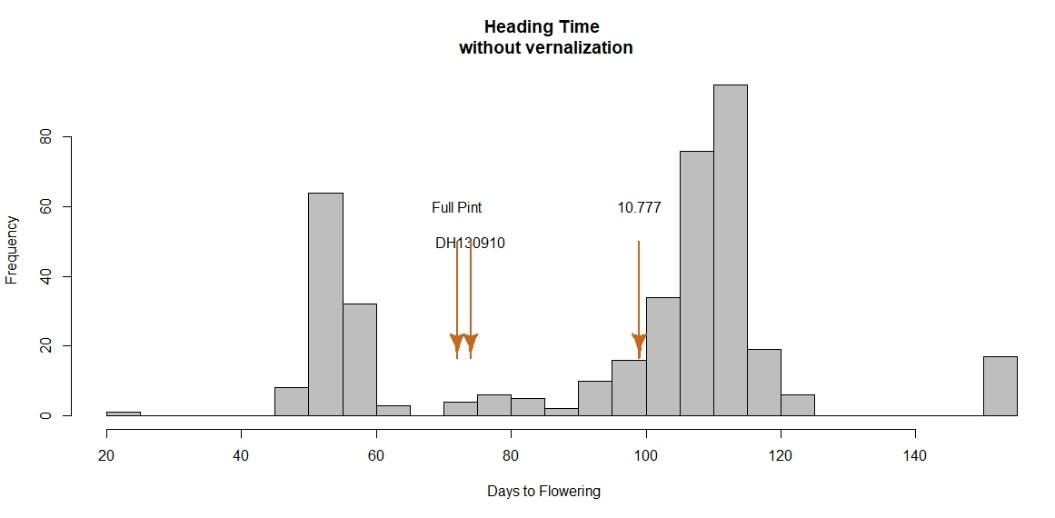 Heading Time
without vernalization
Frequency
0
20
40
60
80
Full Pint
10.777
DH130910
20
40
60
80
100
120
140
Days to Flowering